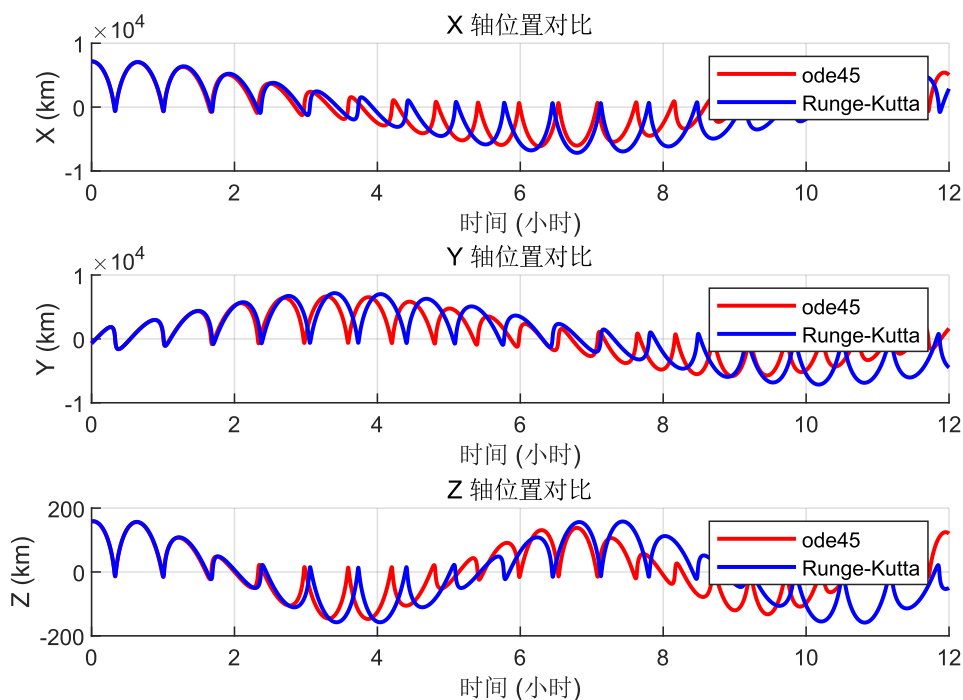 X 轴位置对比
×10⁴
1
0
-1
X (km)
ode45
Runge-Kutta
0 2 4 6 8 10 12
时间 (小时)
Y 轴位置对比
×10⁴
1
0
-1
Y (km)
ode45
Runge-Kutta
0 2 4 6 8 10 12
时间 (小时)
Z 轴位置对比
200
0
-200
Z (km)
ode45
Runge-Kutta
0 2 4 6 8 10 12
时间 (小时)